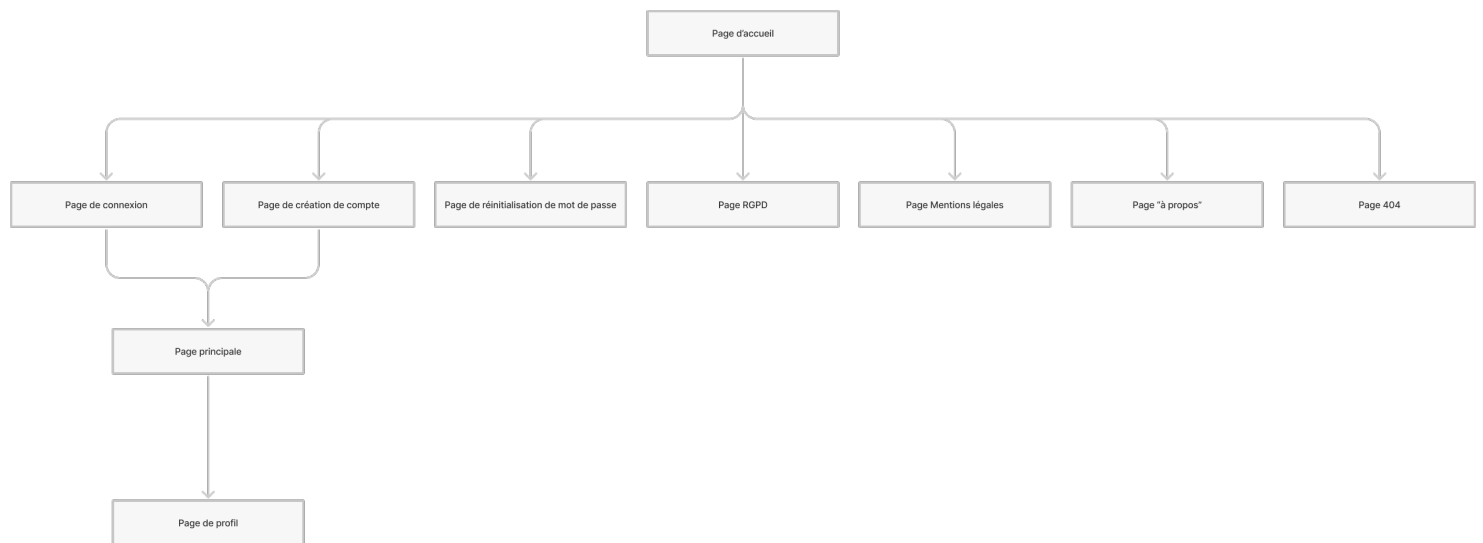 Page d'accueil
Page de connexion
Page de création de compte
Page de réinitialisation de mot de passe
Page RGPD
Page Mentions légales
Page "à propos"
Page 404
Page principale
Page de profil